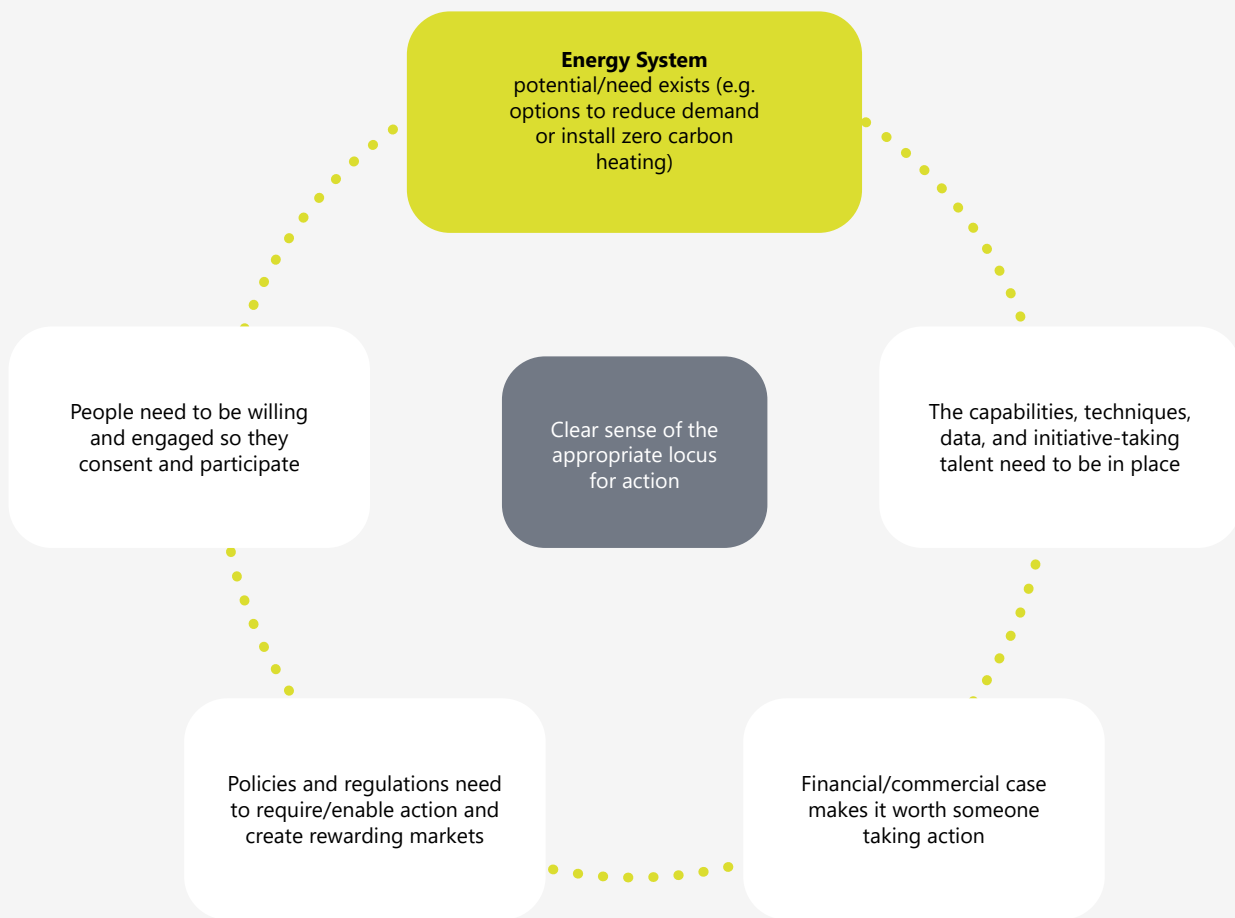 Energy System
potential/need exists (e.g.
options to reduce demand
or install zero carbon
heating)
People need to be willing
and engaged so they
consent and participate
Clear sense of the
appropriate locus
for action
The capabilities, techniques,
data, and initiative-taking
talent need to be in place
Policies and regulations need
to require/enable action and
create rewarding markets
Financial/commercial case
makes it worth someone
taking action